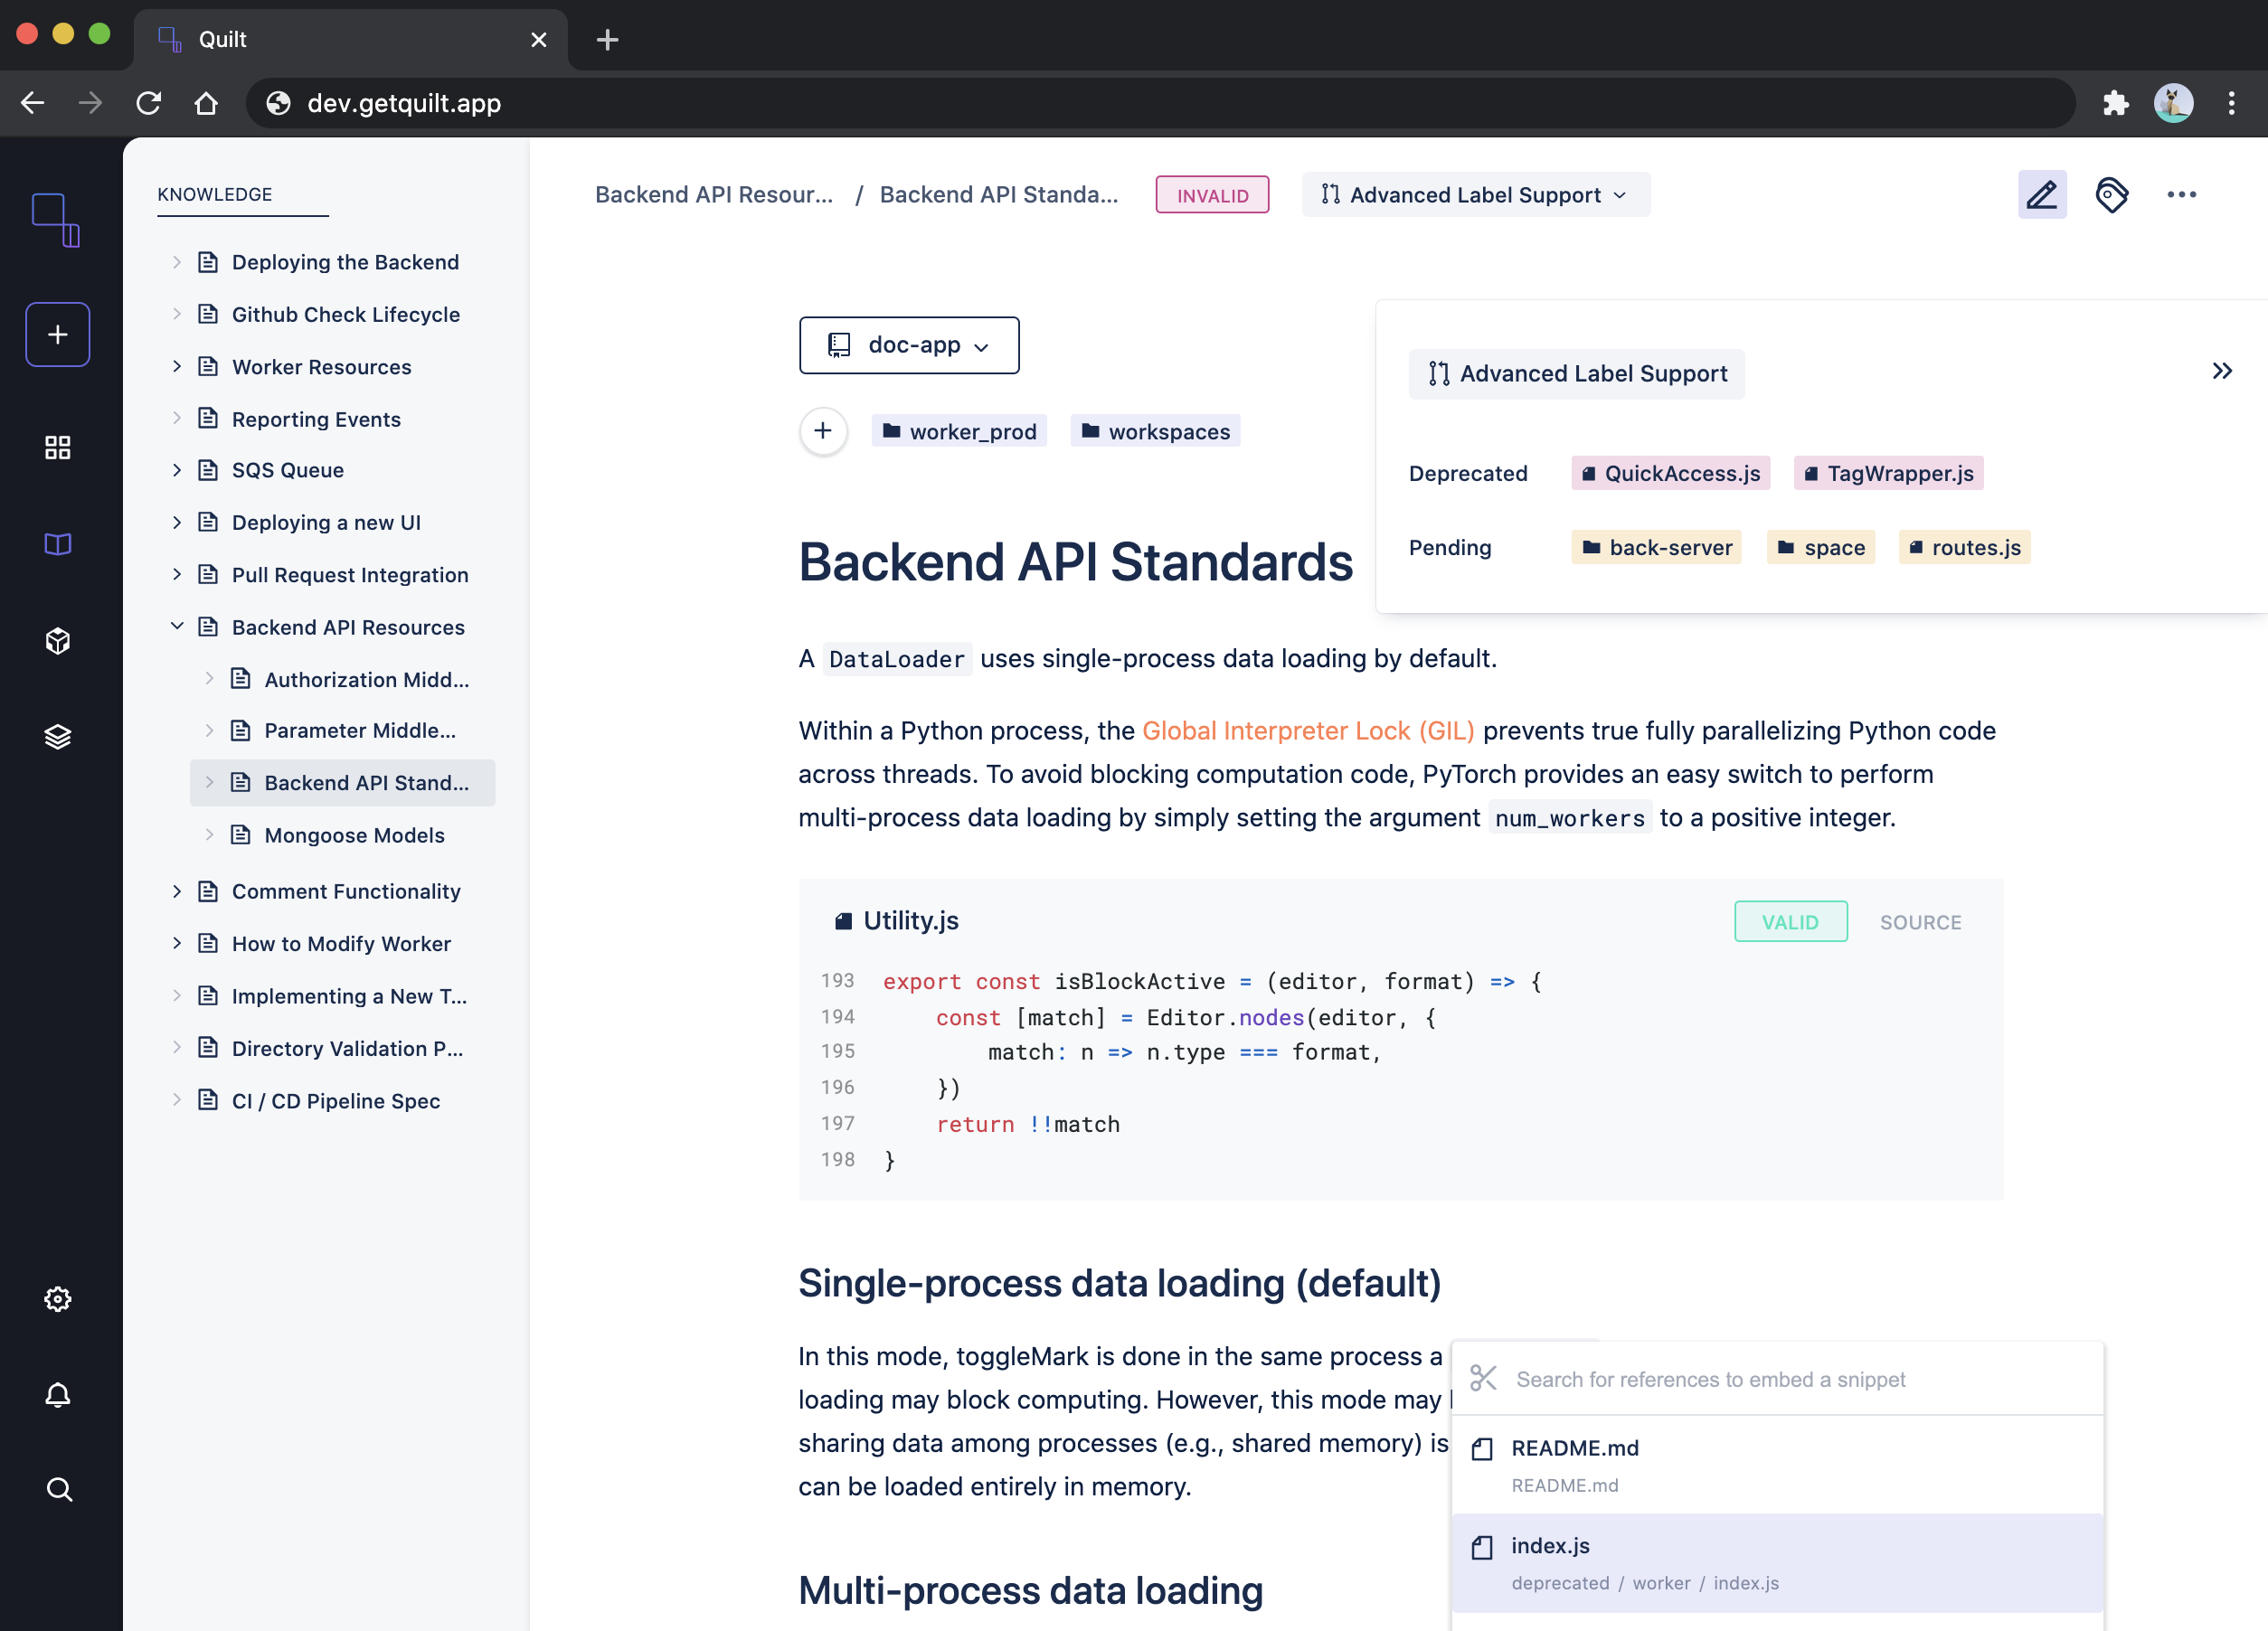 Quilt
dev.getquilt.app
KNOWLEDGE
Deploying the Backend
Github Check Lifecycle
Worker Resources
Reporting Events
SQS Queue
Deploying a new UI
Pull Request Integration
Backend API Resources
Authorization Midd...
Parameter Middle...
Backend API Stand...
Mongoose Models
Comment Functionality
How to Modify Worker
Implementing a New T...
Directory Validation P...
CI / CD Pipeline Spec
Backend API Resour... / Backend API Standa... INVALID Advanced Label Support
doc-app
worker_prod workspaces
Advanced Label Support
Deprecated QuickAccess.js TagWrapper.js
Pending back-server space routes.js
Backend API Standards
A DataLoader uses single-process data loading by default.
Within a Python process, the Global Interpreter Lock (GIL) prevents true fully parallelizing Python code
across threads. To avoid blocking computation code, PyTorch provides an easy switch to perform
multi-process data loading by simply setting the argument num_workers to a positive integer.
Utility.js VALID SOURCE
193 export const isBlockActive = (editor, format) => {
194 const [match] = Editor.nodes(editor, {
195 match: n => n.type === format,
196 })
197 return !!match
198 }
Single-process data loading (default)
In this mode, toggleMark is done in the same process a
loading may block computing. However, this mode may
sharing data among processes (e.g., shared memory) is
can be loaded entirely in memory.
Search for references to embed a snippet
README.md
README.md
index.js
deprecated / worker / index.js
Multi-process data loading